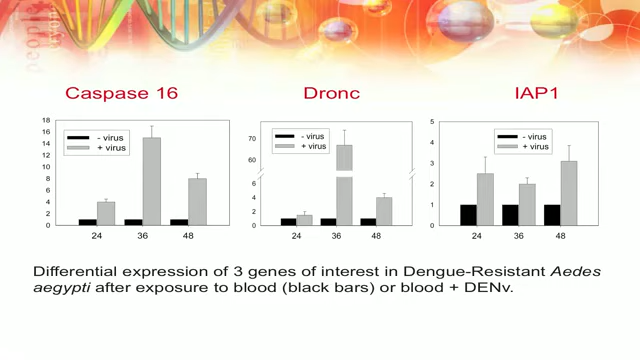 Caspase 16
Dronc
IAP1
18
16
14
12
10
8
6
4
2
0
- virus
+ virus
24
36
48
70
60
6
4
2
0
- virus
+ virus
24
36
48
5
4
3
2
1
0
- virus
+ virus
24
36
48
Differential expression of 3 genes of interest in Dengue-Resistant Aedes
aegypti after exposure to blood (black bars) or blood + DENv.